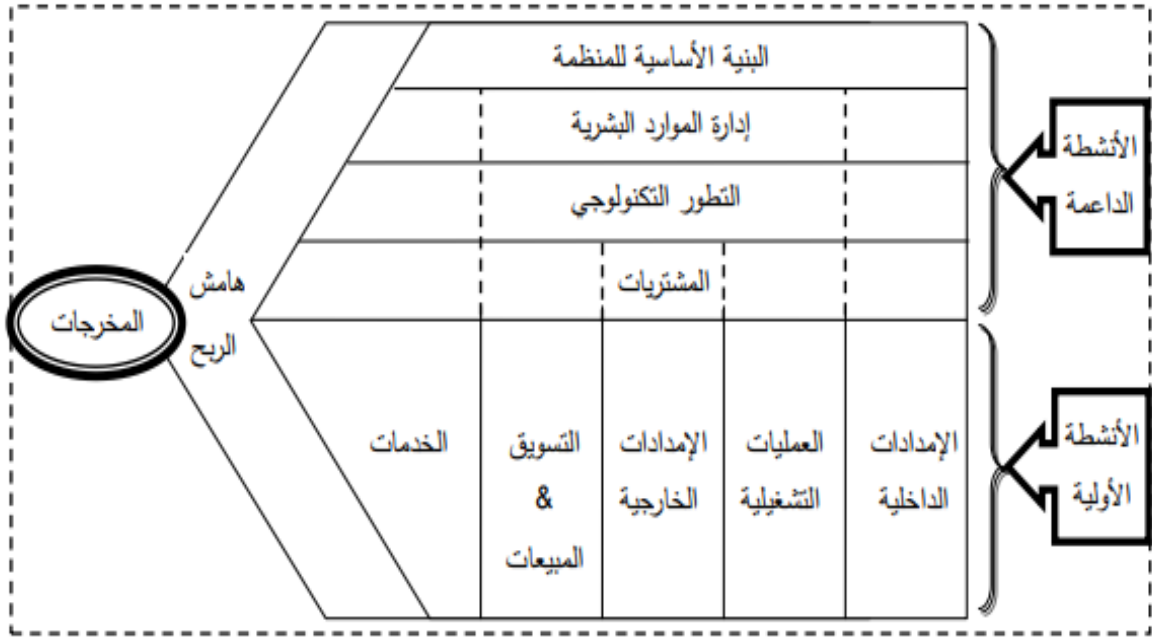 البنية الأساسية للمنظمة
إدارة الموارد البشرية
التطور التكنولوجي
المشتريات
الأنشطة
الداعمة
الإمدادات
الداخلية
العمليات
التشغيلية
الإمدادات
الخارجية
التسويق
&
المبيعات
الخدمات
الأنشطة
الأولية
هامش
الربح
المخرجات